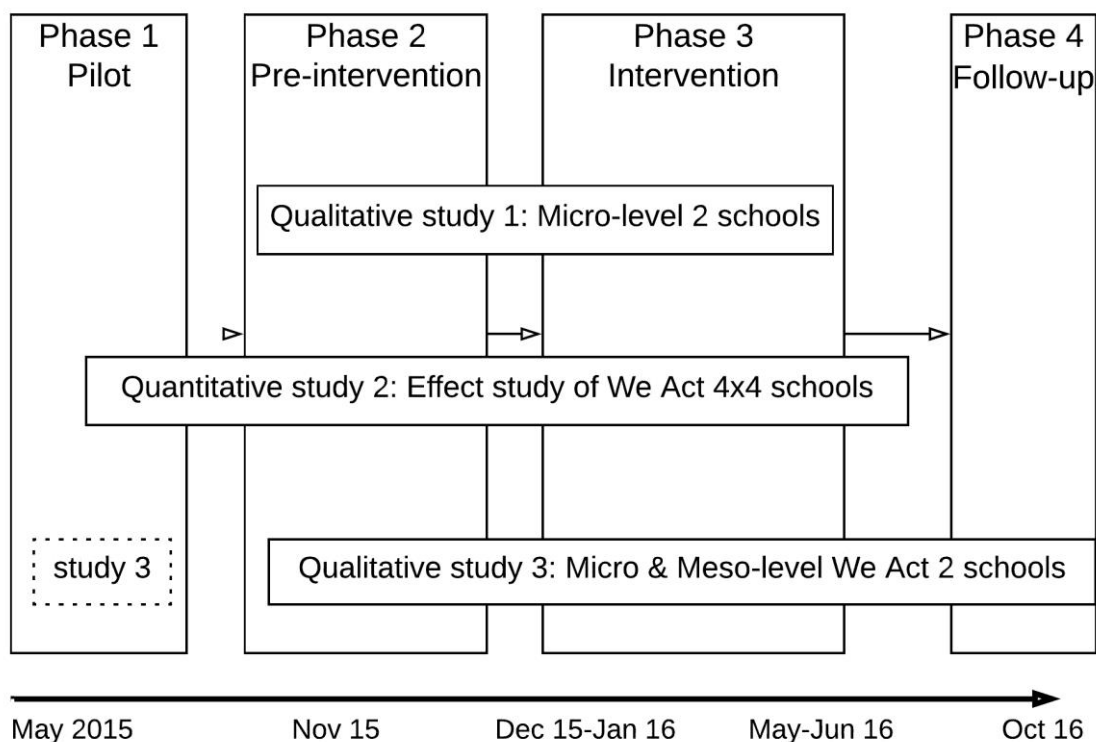 Phase 1
Pilot
Phase 2
Pre-intervention
Phase 3
Intervention
Phase 4
Follow-up
Qualitative study 1: Micro-level 2 schools
Quantitative study 2: Effect study of We Act 4x4 schools
study 3
Qualitative study 3: Micro & Meso-level We Act 2 schools
May 2015
Nov 15
Dec 15-Jan 16
May-Jun 16
Oct 16